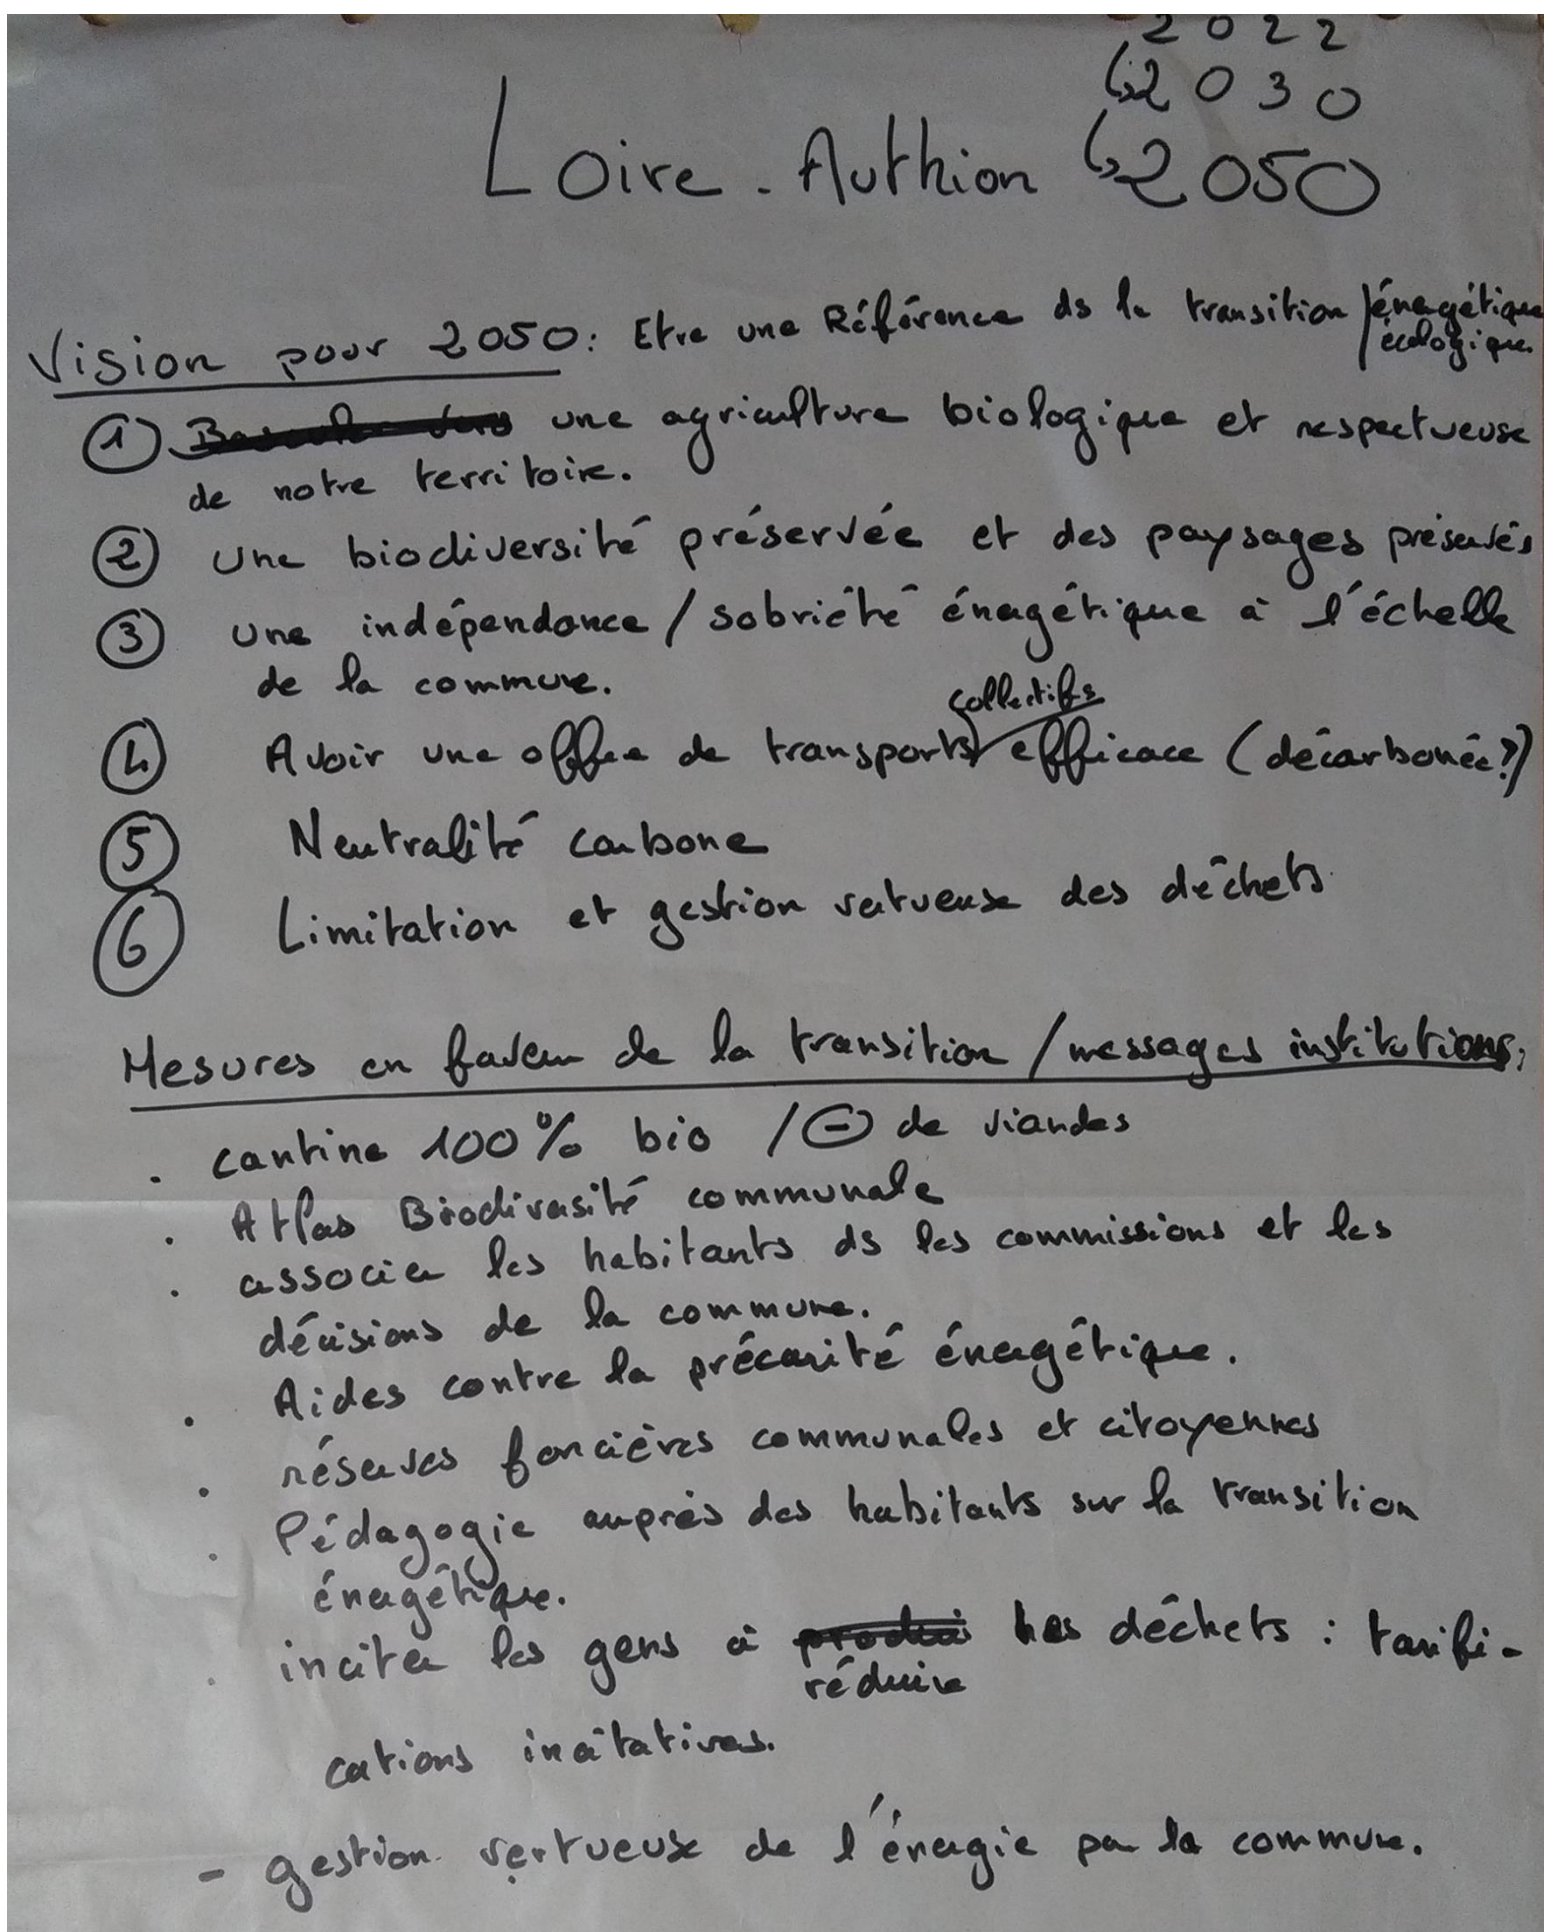 2022
↳ 2030
Loire-Authion ↳ 2050
Vision pour 2050: Etre une Référence ds la transition / énergétique
/ écologique.
① une agriculture biologique et respectueuse
de notre territoire.
② Une biodiversité préservée et des paysages préservés
③ Une indépendance / sobriété énergétique à l'échelle
de la commune.
collectifs
④ Avoir une offre de transports efficace (décarbonée?)
⑤ Neutralité carbone
⑥ Limitation et gestion vertueuse des déchets
Mesures en faveur de la transition / messages institutions,
. cantine 100% bio / ⊖ de viandes
. Atlas Biodiversité communale
. associer les habitants ds les commissions et les
décisions de la commune.
. Aides contre la précarité énergétique.
. réserves foncières communales et citoyennes
. Pédagogie auprès des habitants sur la transition
énergétique.
. inciter les gens à produi les déchets : tarifi-
réduire
cations incitatives.
- gestion vertueuse de l'énergie par la commune.